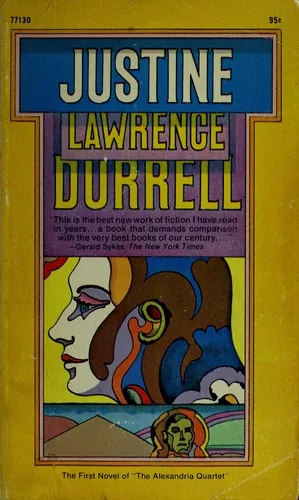 77130
95¢
JUSTINE
LAWRENCE
DURRELL
This is the best new work of fiction I have read
in years... a book that demands comparison
with the very best books of our century...."
—Gerald Sykes, The New York Times
The First Novel of "The Alexandria Quartet"